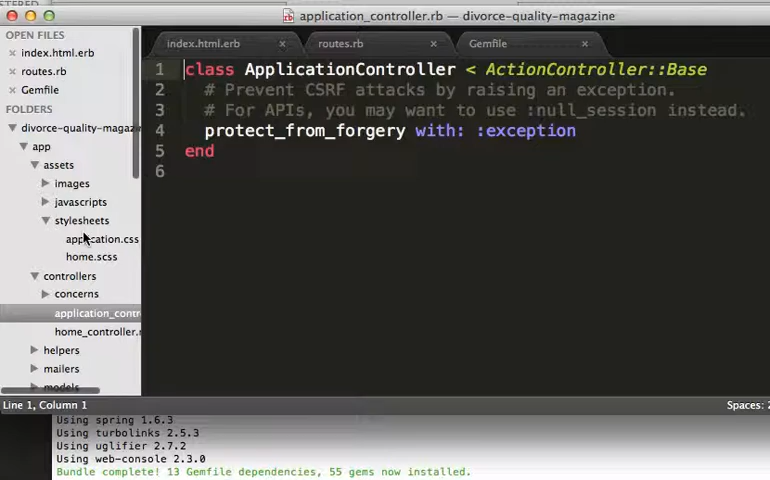 application_controller.rb — divorce-quality-magazine
OPEN FILES
index.html.erb
routes.rb
Gemfile
FOLDERS
divorce-quality-magazi
app
assets
images
javascripts
stylesheets
application.css
home.scss
controllers
concerns
application_contr
home_controller.r
helpers
mailers
models
index.html.erb
routes.rb
Gemfile
1 class ApplicationController < ActionController::Base
2 # Prevent CSRF attacks by raising an exception.
3 # For APIs, you may want to use :null_session instead.
4 protect_from_forgery with: :exception
5 end
6
Line 1, Column 1
Spaces: 2
Using spring 1.6.3
Using turbolinks 2.5.3
Using uglifier 2.7.2
Using web-console 2.3.0
Bundle complete! 13 Gemfile dependencies, 55 gems now installed.